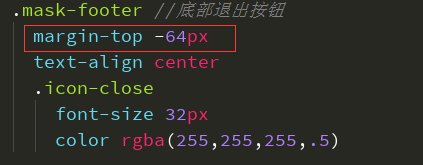 .mask-footer //底部退出按钮
margin-top -64px
text-align center
.icon-close
font-size 32px
color rgba(255,255,255,.5)